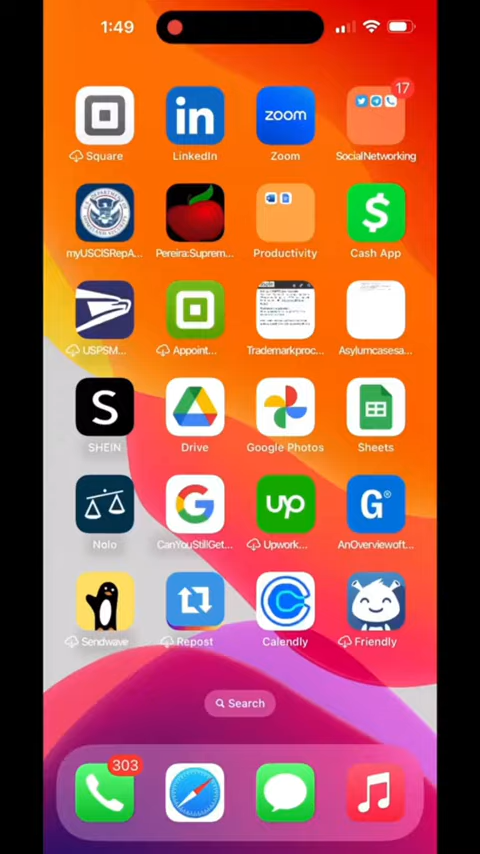 1:49
17
zoom
Square
LinkedIn
Zoom
SocialNetworking
myUSCISRepA...
Pereira:Suprem...
Productivity
Cash App
USPSM...
Appoint...
Trademarkproc...
Asylumcasesa...
SHEIN
Drive
Google Photos
Sheets
Nolo
CanYouStillGet...
Upwork...
AnOverviewoft...
Sendwave
Repost
Calendly
Friendly
Search
303